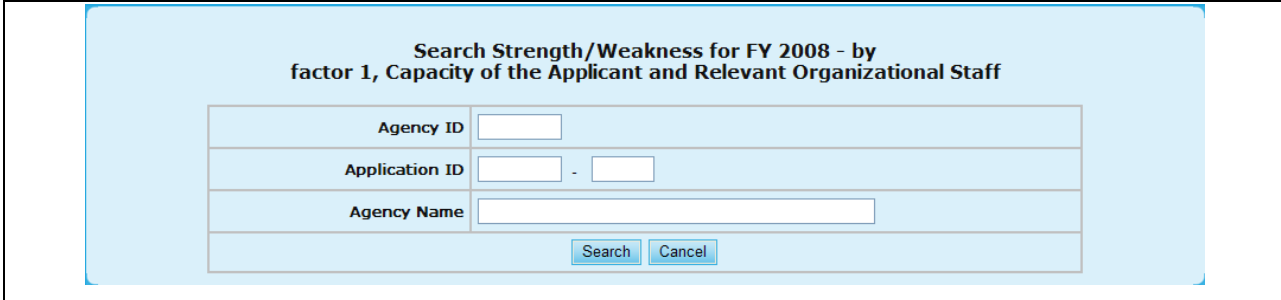 Search Strength/Weakness for FY 2008 - by
factor 1, Capacity of the Applicant and Relevant Organizational Staff
Agency ID
Application ID -
Agency Name
Search Cancel